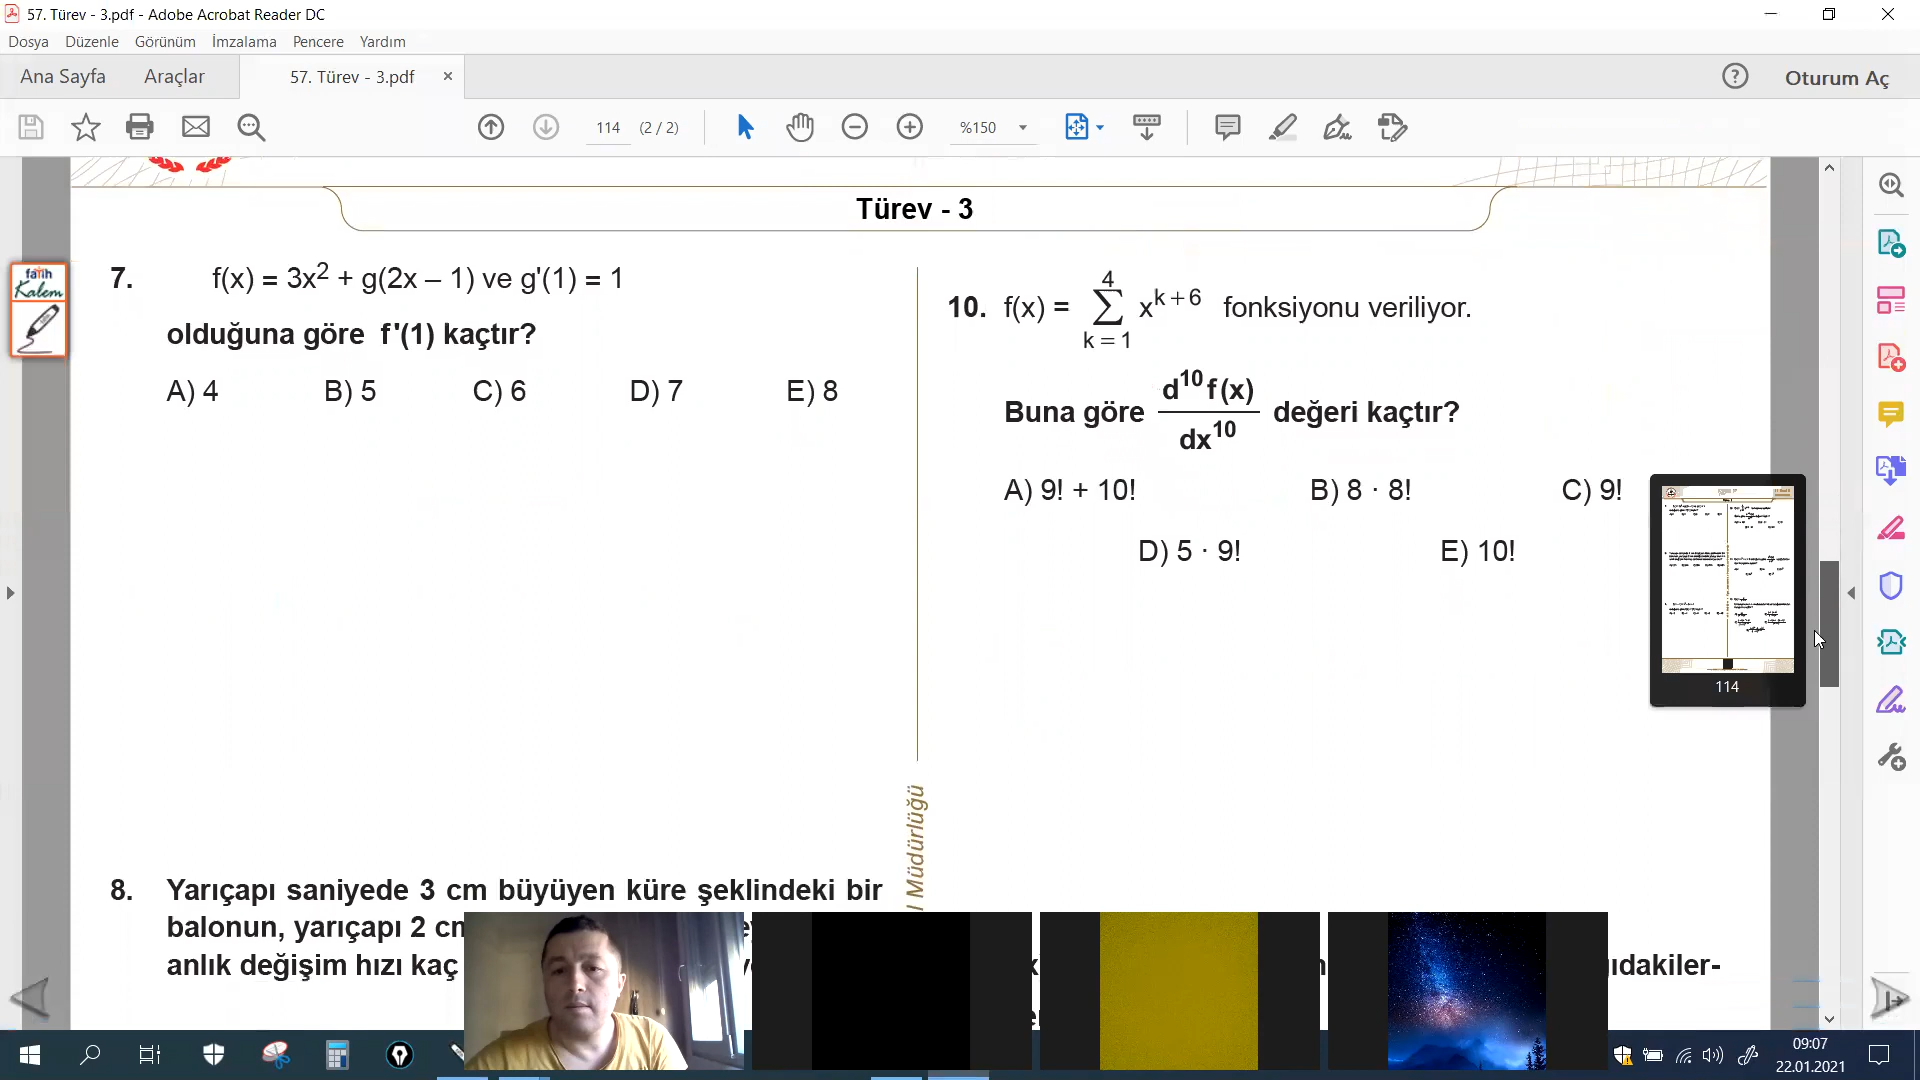 57. Türev - 3.pdf - Adobe Acrobat Reader DC
Dosya Düzenle Görünüm İmzalama Pencere Yardım
Ana Sayfa Araçlar 57. Türev - 3.pdf × Oturum Aç
114 (2 / 2) %150
Türev - 3
fatih
Kalem
7. f(x) = 3x² + g(2x – 1) ve g'(1) = 1
olduğuna göre f'(1) kaçtır?
A) 4 B) 5 C) 6 D) 7 E) 8
8. Yarıçapı saniyede 3 cm büyüyen küre şeklindeki bir
balonun, yarıçapı 2 cm
anlık değişim hızı kaç
l Müdürlüğü
10. f(x) = ∑ (k = 1, 4) x^(k + 6) fonksiyonu veriliyor.
Buna göre d¹⁰f(x) / dx¹⁰ değeri kaçtır?
A) 9! + 10! B) 8 · 8! C) 9!
D) 5 · 9! E) 10!
114
09:07
22.01.2021